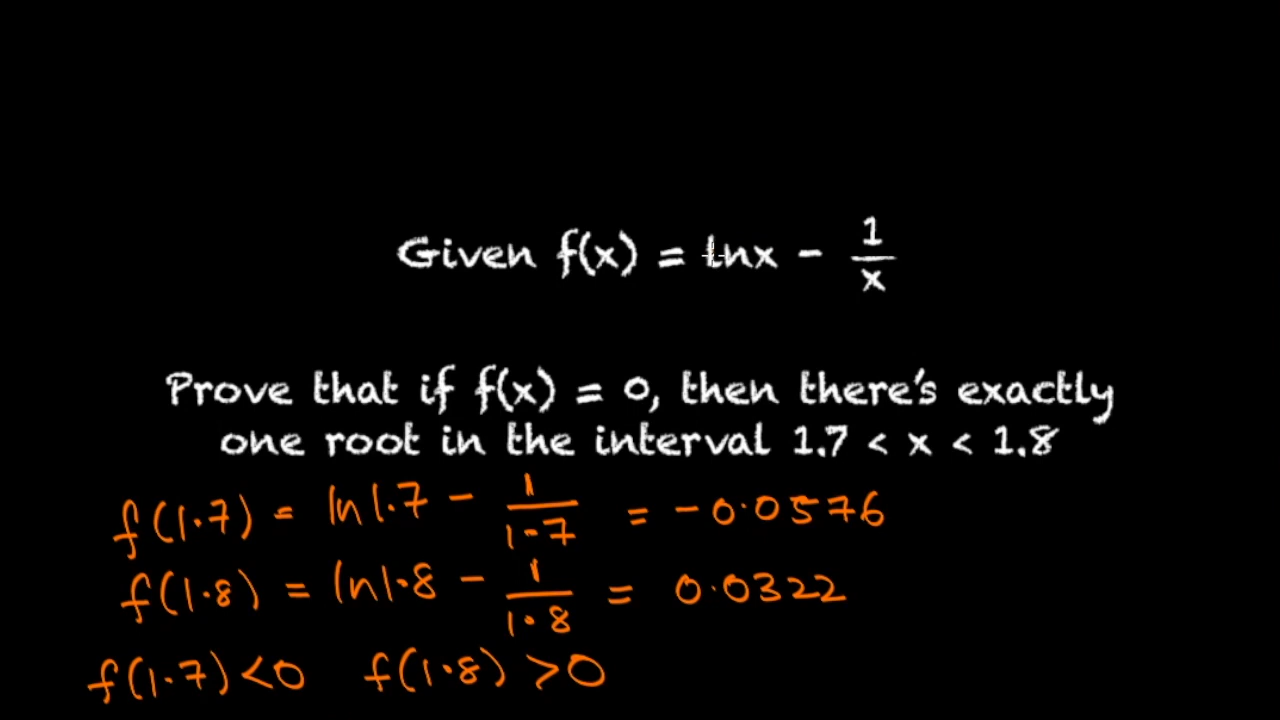 Given f(x) = lnx - 1/x
Prove that if f(x) = 0, then there's exactly
one root in the interval 1.7 < x < 1.8
f(1.7) = ln1.7 - 1/1.7 = -0.0576
f(1.8) = ln1.8 - 1/1.8 = 0.0322
f(1.7) <0 f(1.8) >0